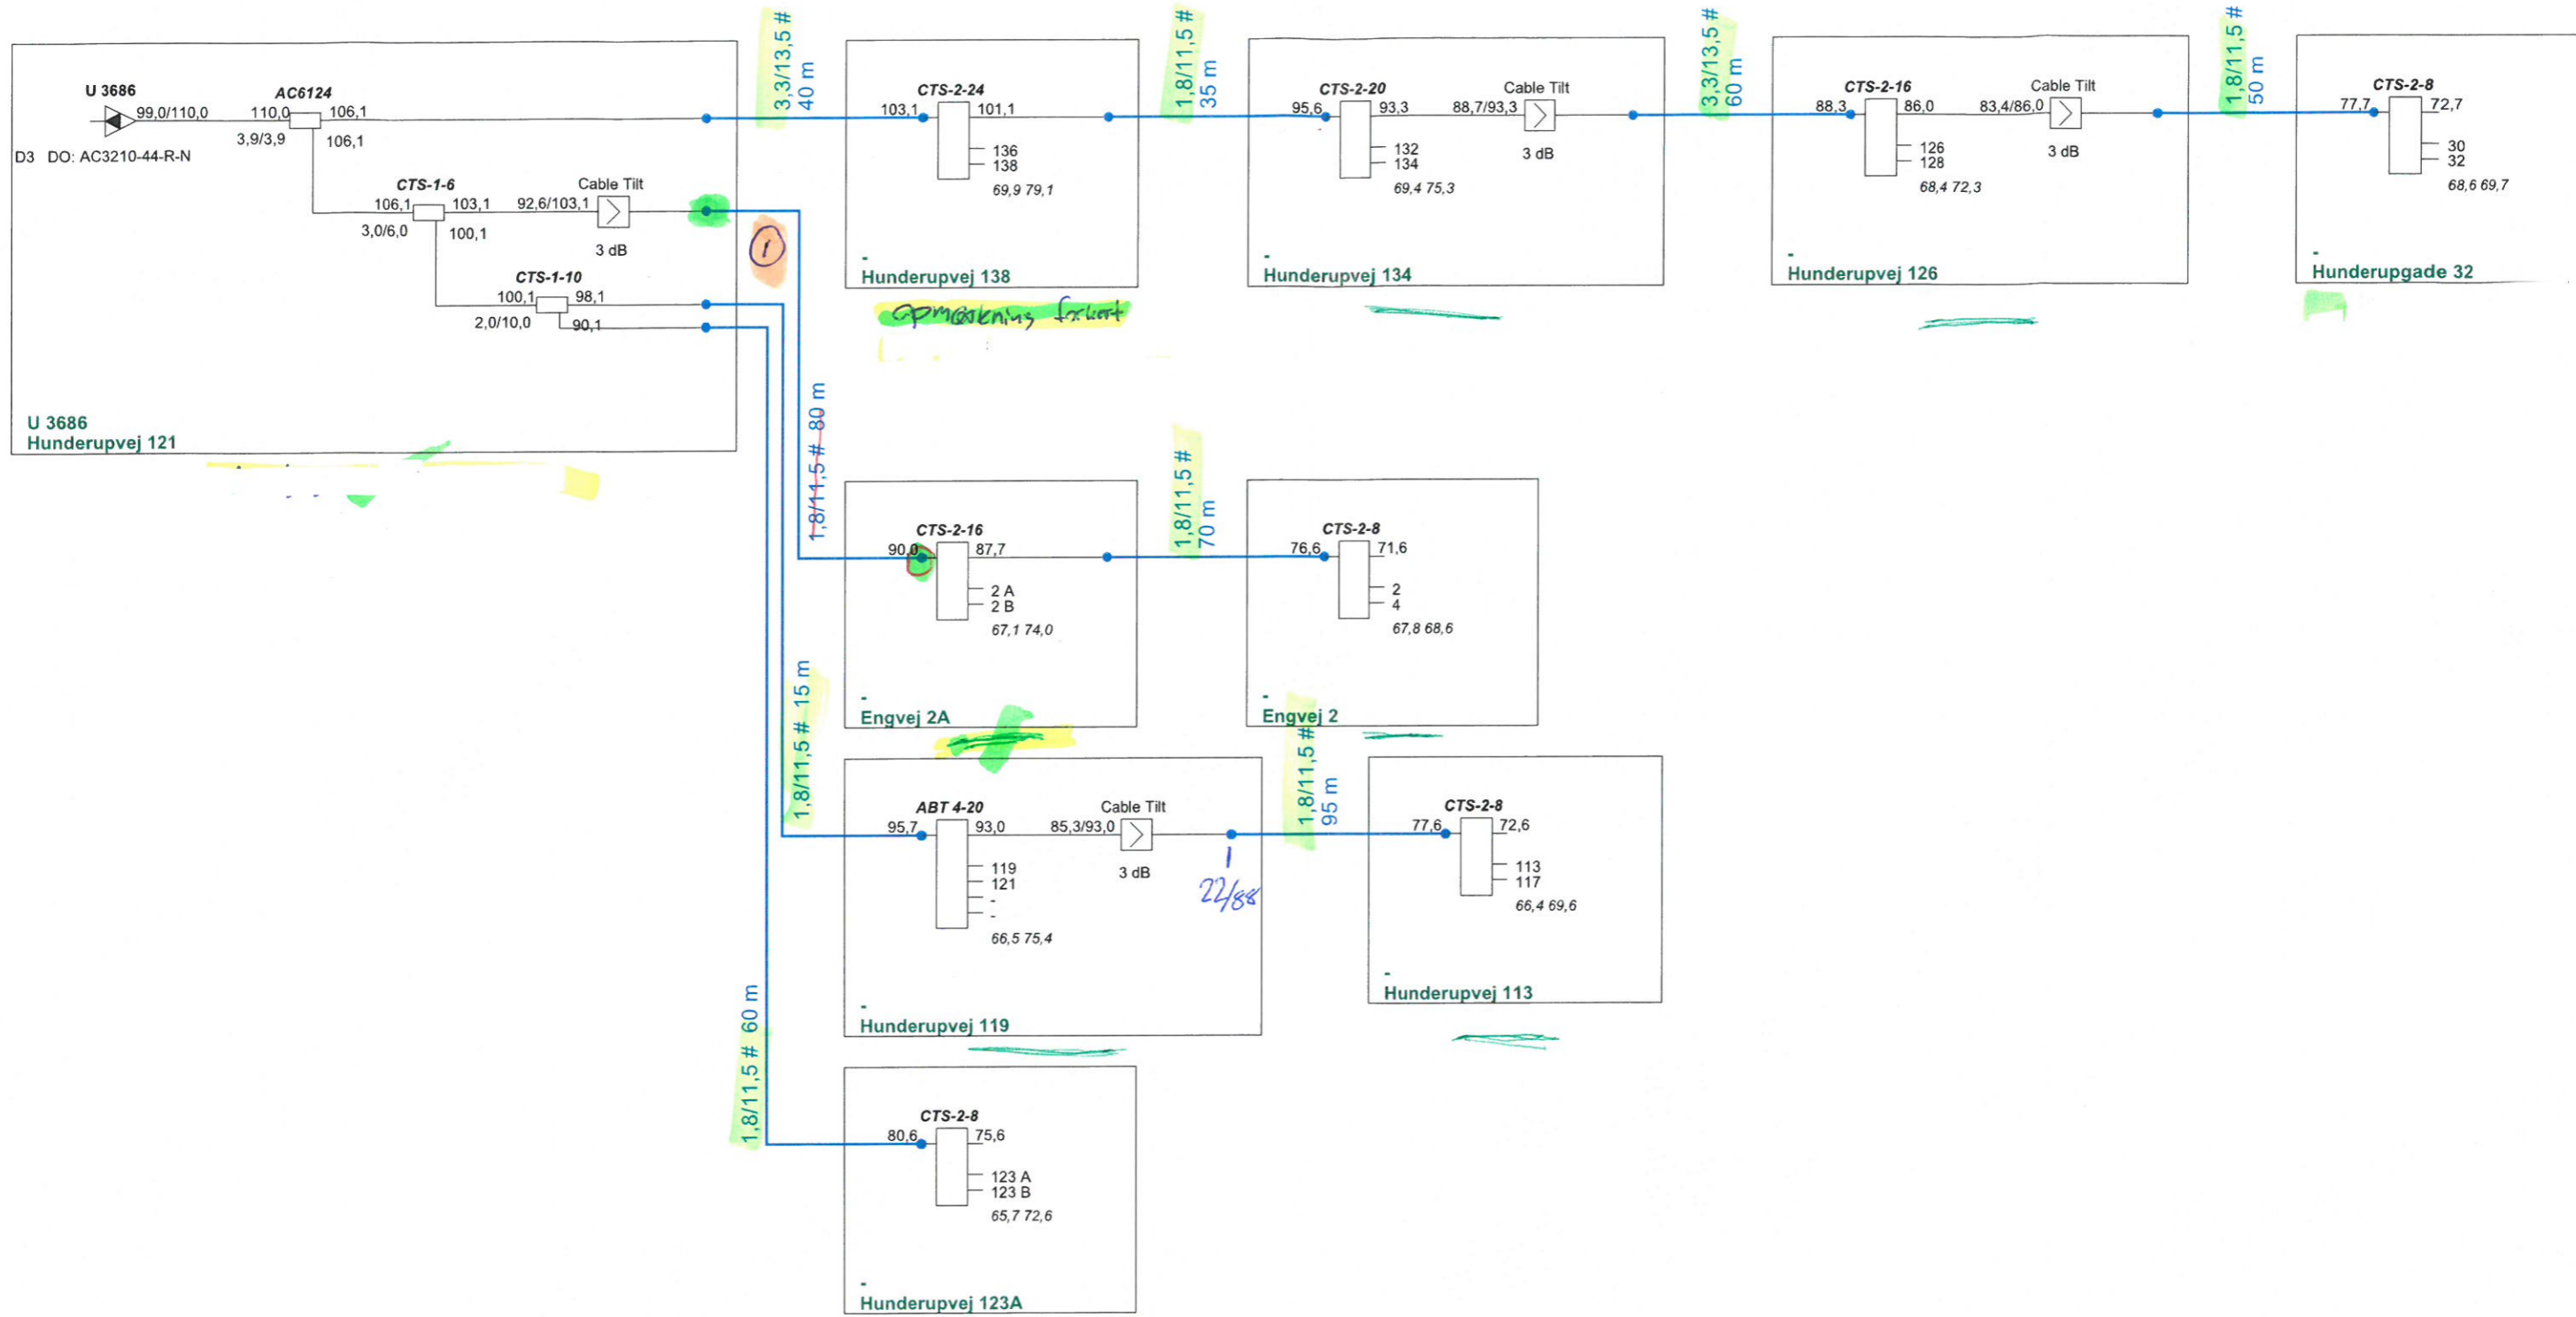 U 3686
99,0/110,0
AC6124
110,0
106,1
3,9/3,9
106,1
D3 DO: AC3210-44-R-N
CTS-1-6
106,1
103,1
3,0/6,0
100,1
92,6/103,1
Cable Tilt
3 dB
CTS-1-10
100,1
98,1
2,0/10,0
90,1
U 3686
Hunderupvej 121
1
3,3/13,5 #
40 m
CTS-2-24
103,1
101,1
136
138
69,9 79,1
-
Hunderupvej 138
opmærkning forkert
1,8/11,5 #
35 m
CTS-2-20
95,6
93,3
132
134
69,4 75,3
88,7/93,3
Cable Tilt
3 dB
-
Hunderupvej 134
3,3/13,5 #
60 m
CTS-2-16
88,3
86,0
126
128
68,4 72,3
83,4/86,0
Cable Tilt
3 dB
-
Hunderupvej 126
1,8/11,5 #
50 m
CTS-2-8
77,7
72,7
30
32
68,6 69,7
-
Hunderupgade 32
1,8/11,5 # 80 m
CTS-2-16
90,0
87,7
2 A
2 B
67,1 74,0
-
Engvej 2A
1,8/11,5 #
70 m
CTS-2-8
76,6
71,6
2
4
67,8 68,6
-
Engvej 2
1,8/11,5 # 15 m
ABT 4-20
95,7
93,0
119
121
-
-
66,5 75,4
85,3/93,0
Cable Tilt
3 dB
22/88
-
Hunderupvej 119
1,8/11,5 #
95 m
CTS-2-8
77,6
72,6
113
117
66,4 69,6
-
Hunderupvej 113
1,8/11,5 # 60 m
CTS-2-8
80,6
75,6
123 A
123 B
65,7 72,6
-
Hunderupvej 123A